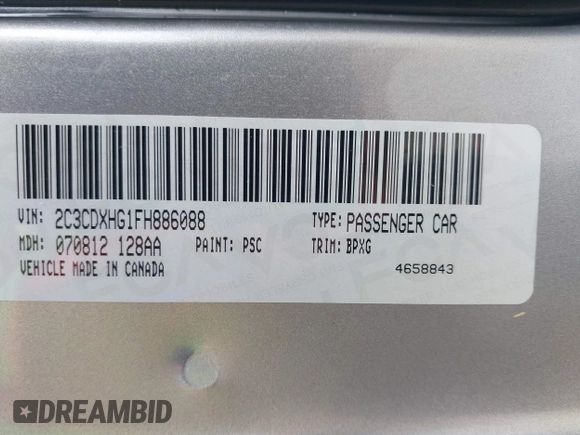 VIN: 2C3CDXHG1FH886088 TYPE: PASSENGER CAR
MDH: 070812 128AA PAINT: PSC TRIM: BPXG
VEHICLE MADE IN CANADA
4658843
DREAMBID